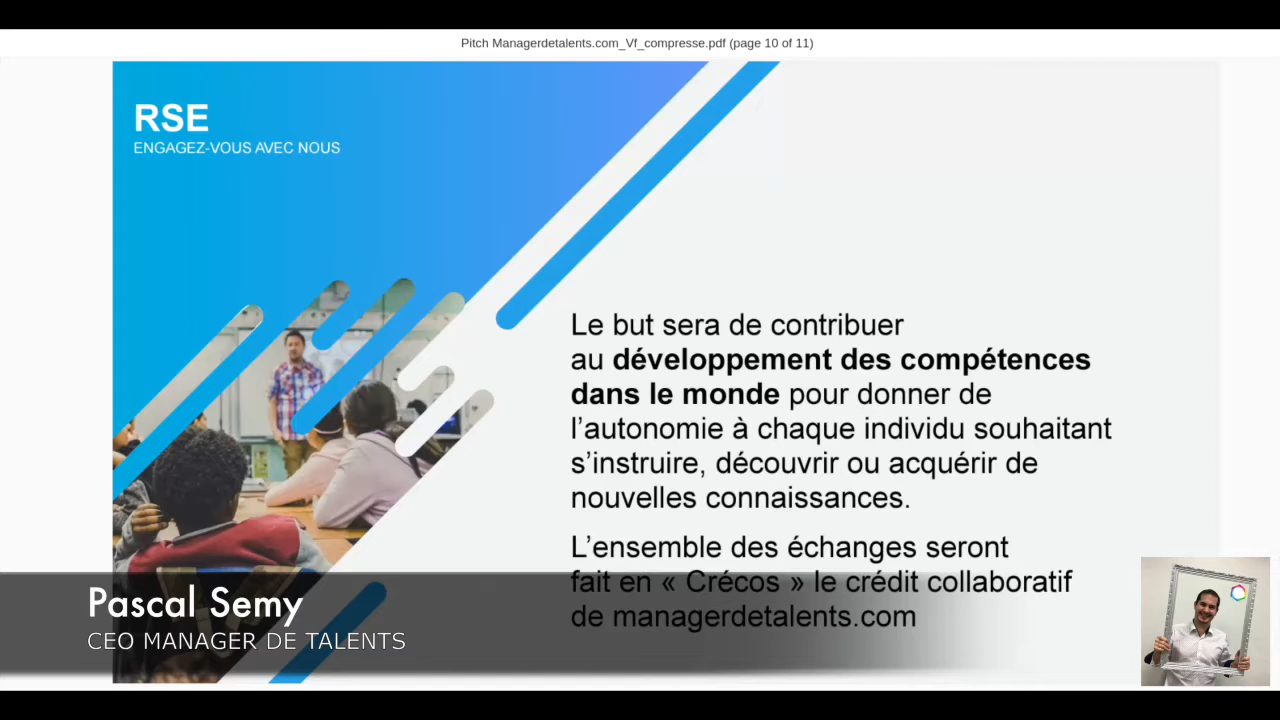 Pitch Managerdetalents.com_Vf_compresse.pdf (page 10 of 11)
RSE
ENGAGEZ-VOUS AVEC NOUS
Le but sera de contribuer
au développement des compétences
dans le monde pour donner de
l’autonomie à chaque individu souhaitant
s’instruire, découvrir ou acquérir de
nouvelles connaissances.
L’ensemble des échanges seront
fait en « Crécos » le crédit collaboratif
de managerdetalents.com
Pascal Semy
CEO MANAGER DE TALENTS